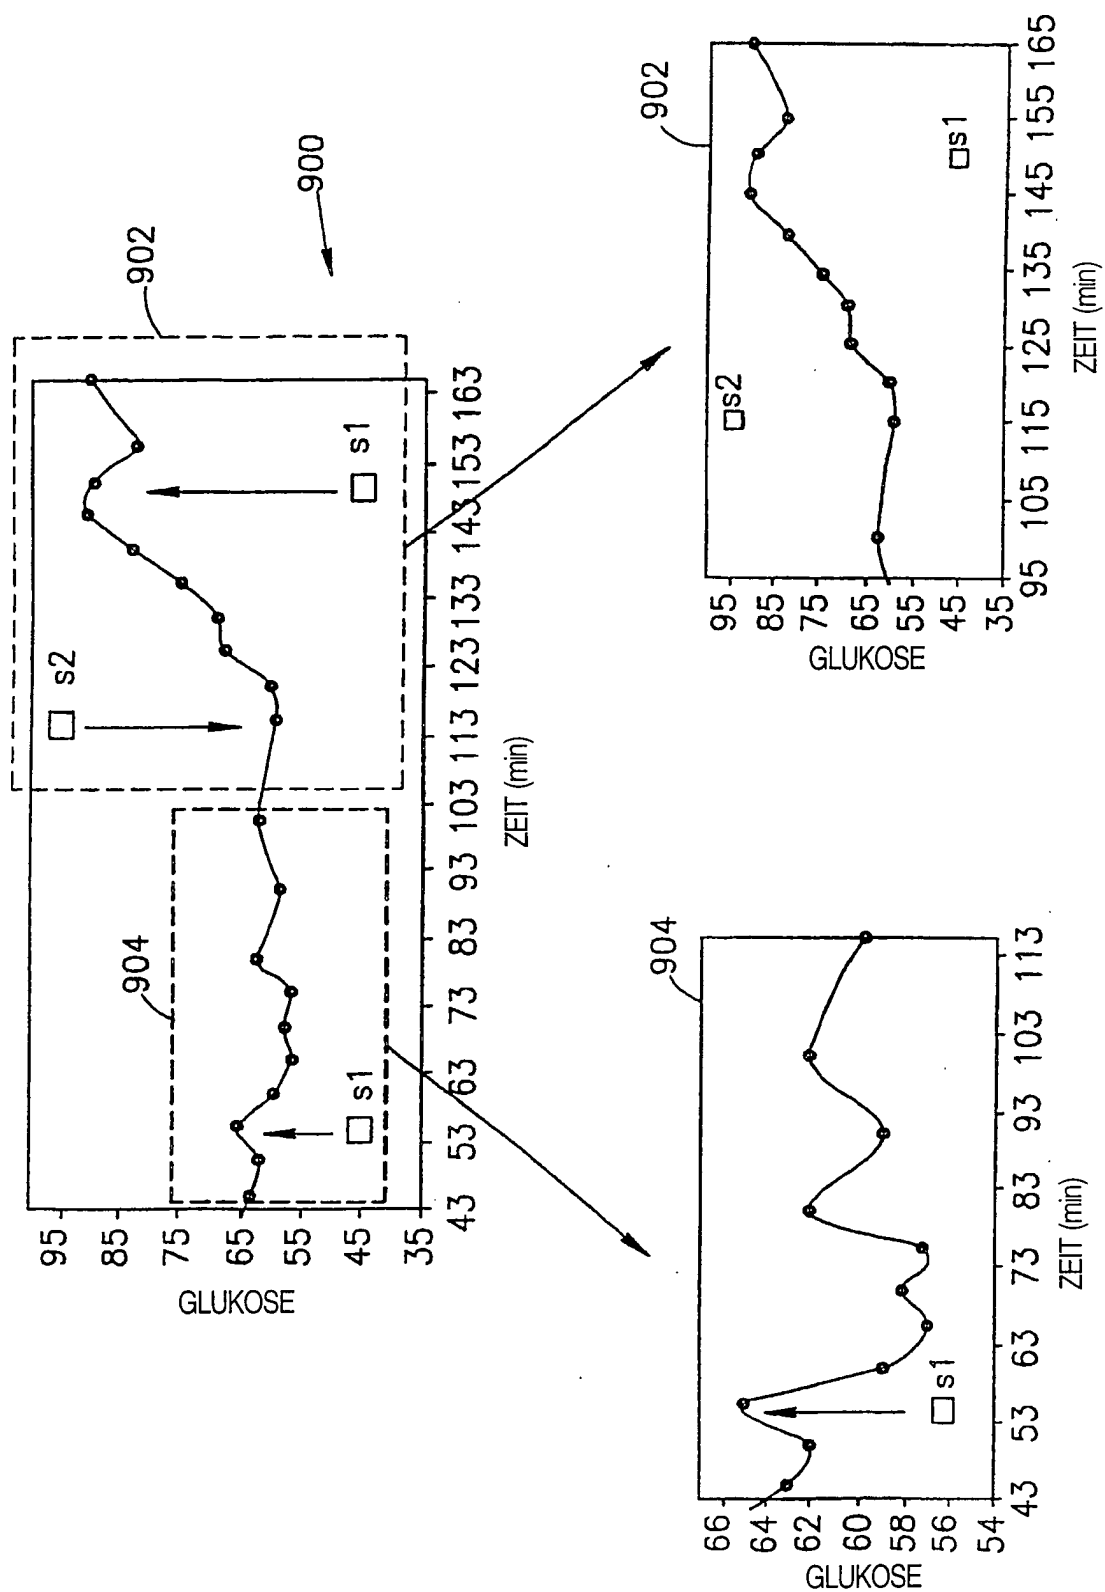 900
902
904
95
85
75
65
55
45
35
GLUKOSE
s2
s1
s1
43 53 63 73 83 93 103 113 123 133 143 153 163
ZEIT (min)
904
66
64
62
60
58
56
54
GLUKOSE
s1
43 53 63 73 83 93 103 113
ZEIT (min)
902
95
85
75
65
55
45
35
GLUKOSE
s2
s1
95 105 115 125 135 145 155 165
ZEIT (min)